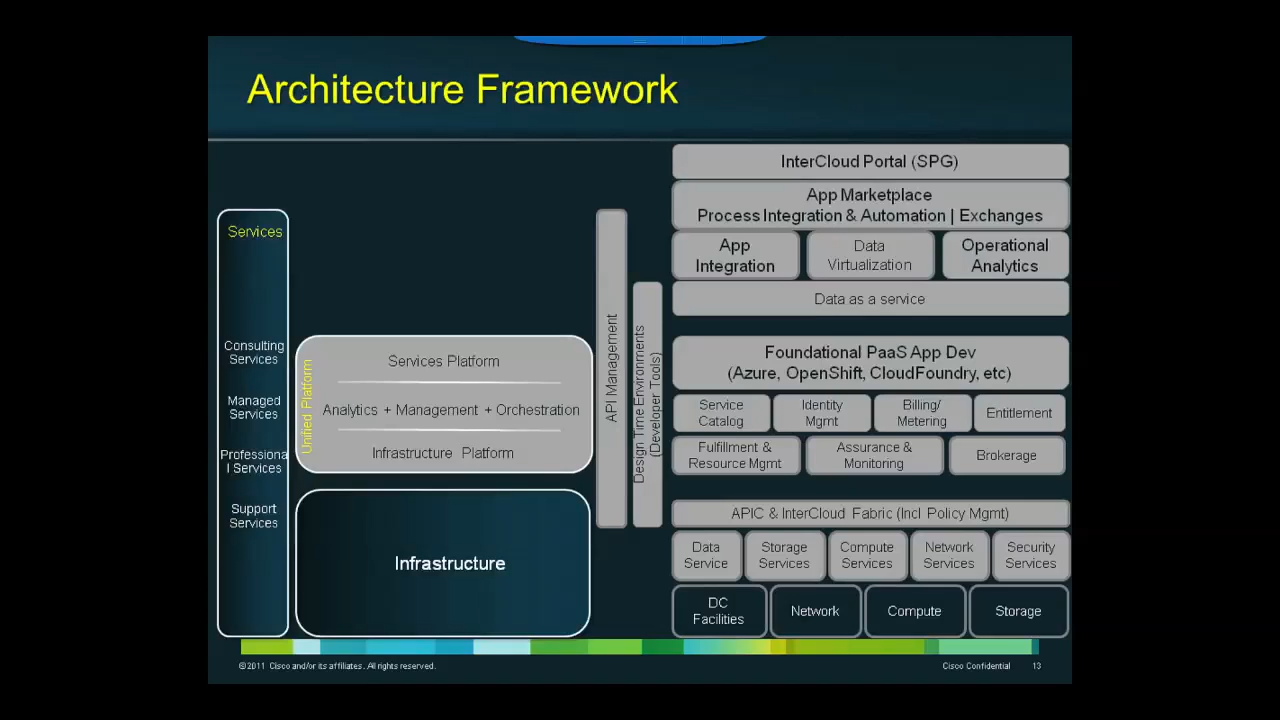 Architecture Framework
Services
Consulting
Services
Managed
Services
Professiona
l Services
Support
Services
Unified Platform
Services Platform
Analytics + Management + Orchestration
Infrastructure Platform
Infrastructure
API Management
Design Time Environments
(Developer Tools)
InterCloud Portal (SPG)
App Marketplace
Process Integration & Automation | Exchanges
App
Integration
Data
Virtualization
Operational
Analytics
Data as a service
Foundational PaaS App Dev
(Azure, OpenShift, CloudFoundry, etc)
Service
Catalog
Identity
Mgmt
Billing/
Metering
Entitlement
Fulfillment &
Resource Mgmt
Assurance &
Monitoring
Brokerage
APIC & InterCloud Fabric (Incl Policy Mgmt)
Data
Service
Storage
Services
Compute
Services
Network
Services
Security
Services
DC
Facilities
Network
Compute
Storage
©2011 Cisco and/or its affiliates. All rights reserved.
Cisco Confidential
13